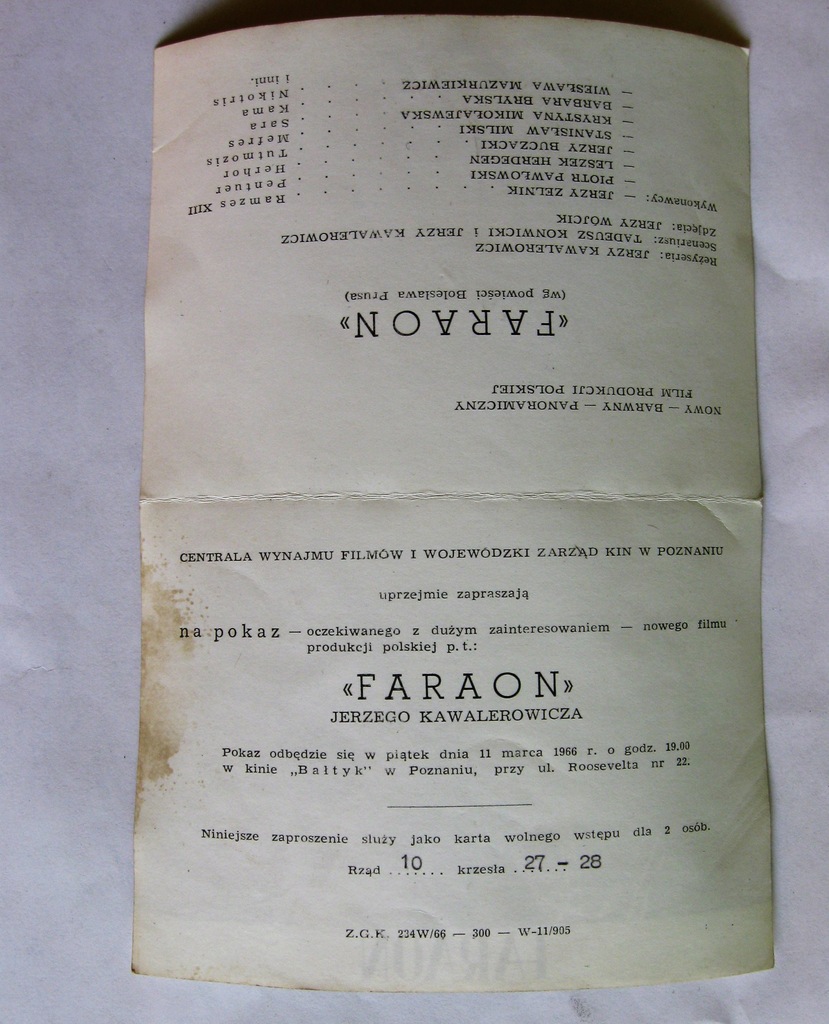 NOWY — BARWNY — PANORAMICZNY
FILM PRODUKCJI POLSKIEJ
«FARAON»
(wg powieści Bolesława Prusa)
Reżyseria: JERZY KAWALEROWICZ
Scenariusz: TADEUSZ KONWICKI i JERZY KAWALEROWICZ
Zdjęcia: JERZY WÓJCIK
Wykonawcy: — JERZY ZELNIK . . . . . . Ramzes XIII
— PIOTR PAWŁOWSKI . . . . . Pentuer
— LESZEK HERDEGEN . . . . . Herhor
— JERZY BUCZACKI . . . . . Tutmozis
— STANISŁAW MILSKI . . . . . Mefres
— KRYSTYNA MIKOŁAJEWSKA . . . Sara
— BARBARA BRYLSKA . . . . . Kama
— WIESŁAWA MAZURKIEWICZ . . . . Nikotris
i inni.
CENTRALA WYNAJMU FILMÓW I WOJEWÓDZKI ZARZĄD KIN W POZNANIU
uprzejmie zapraszają
na pokaz — oczekiwanego z dużym zainteresowaniem — nowego filmu
produkcji polskiej p. t.:
«FARAON»
JERZEGO KAWALEROWICZA
Pokaz odbędzie się w piątek dnia 11 marca 1966 r. o godz. 19.00
w kinie „Bałtyk" w Poznaniu, przy ul. Roosevelta nr 22.
Niniejsze zaproszenie służy jako karta wolnego wstępu dla 2 osób.
Rząd ..10.... krzesła ..27.-.. 28
Z.G.K. 234W/66 — 300 — W-11/905